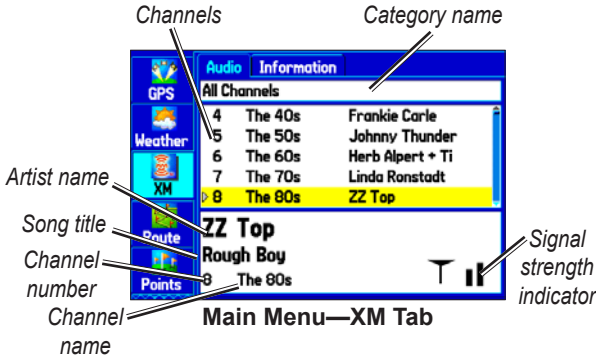 Channels
Category name
Audio Information
GPS
All Channels
4 The 40s Frankie Carle
5 The 50s Johnny Thunder
Weather
6 The 60s Herb Alpert + Ti
7 The 70s Linda Ronstadt
XM
8 The 80s ZZ Top
Artist name
ZZ Top
Route
Song title
Rough Boy
Channel number
8 The 80s
Points
Signal strength indicator
Channel name
Main Menu—XM Tab